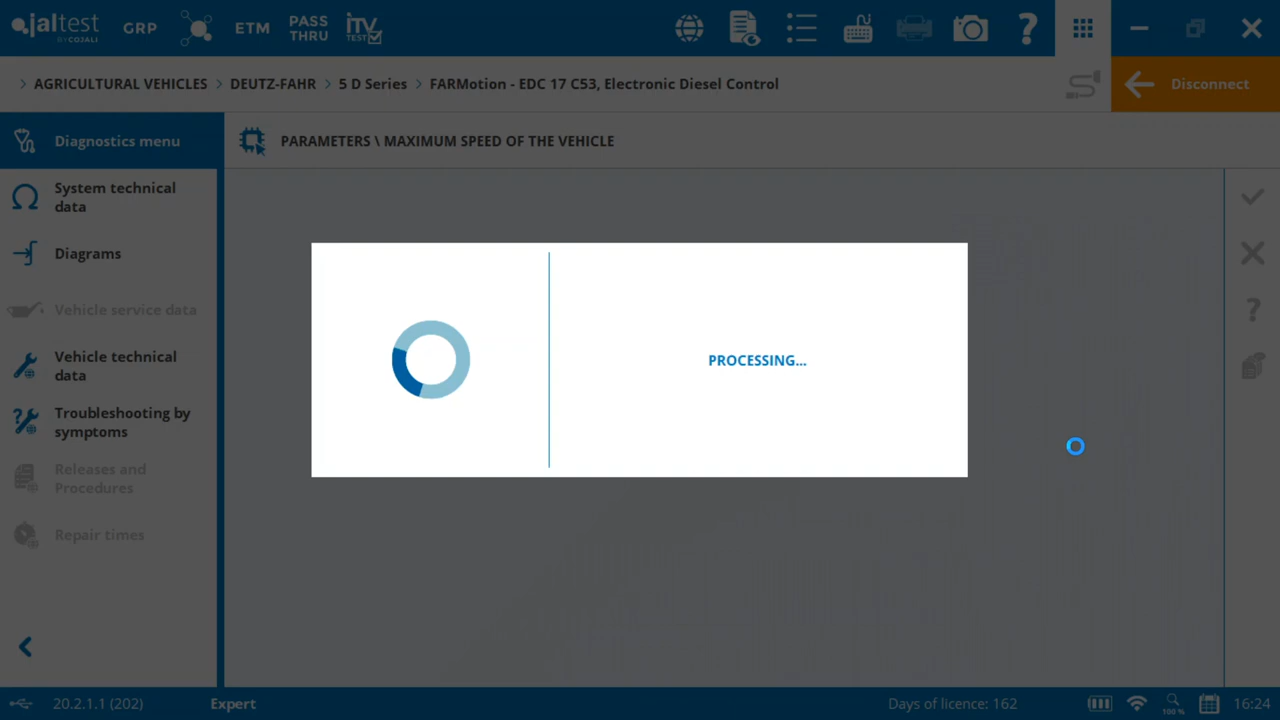 jaltest
BY COJALI
GRP
ETM
PASS
THRU
iTV
TEST
?
> AGRICULTURAL VEHICLES > DEUTZ-FAHR > 5 D Series > FARMotion - EDC 17 C53, Electronic Diesel Control
Disconnect
Diagnostics menu
PARAMETERS \ MAXIMUM SPEED OF THE VEHICLE
System technical
data
Diagrams
Vehicle service data
Vehicle technical
data
Troubleshooting by
symptoms
Releases and
Procedures
Repair times
PROCESSING...
?
20.2.1.1 (202)
Expert
Days of licence: 162
100 %
16:24